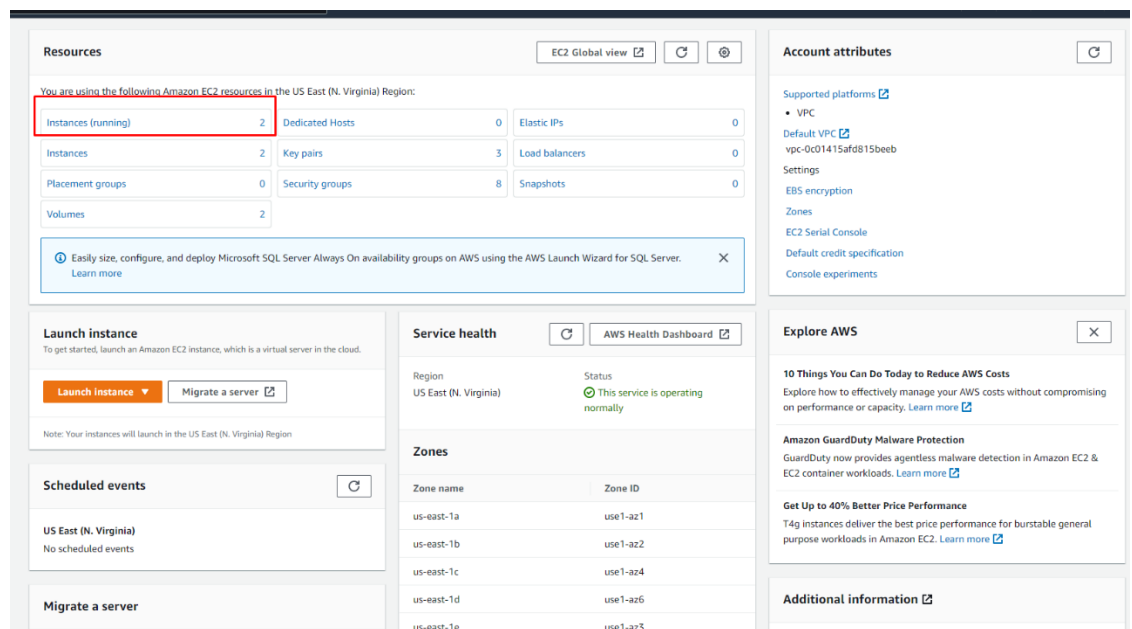 Resources
EC2 Global view
You are using the following Amazon EC2 resources in the US East (N. Virginia) Region:
Instances (running) 2
Dedicated Hosts 0
Elastic IPs 0
Instances 2
Key pairs 3
Load balancers 0
Placement groups 0
Security groups 8
Snapshots 0
Volumes 2
Easily size, configure, and deploy Microsoft SQL Server Always On availability groups on AWS using the AWS Launch Wizard for SQL Server.
Learn more
Account attributes
Supported platforms
• VPC
Default VPC
vpc-0c01415afd815beeb
Settings
EBS encryption
Zones
EC2 Serial Console
Default credit specification
Console experiments
Launch instance
To get started, launch an Amazon EC2 instance, which is a virtual server in the cloud.
Launch instance
Migrate a server
Note: Your instances will launch in the US East (N. Virginia) Region
Scheduled events
US East (N. Virginia)
No scheduled events
Migrate a server
Service health
AWS Health Dashboard
Region
US East (N. Virginia)
Status
This service is operating
normally
Zones
Zone name Zone ID
us-east-1a use1-az1
us-east-1b use1-az2
us-east-1c use1-az4
us-east-1d use1-az6
us-east-1e use1-az3
Explore AWS
10 Things You Can Do Today to Reduce AWS Costs
Explore how to effectively manage your AWS costs without compromising
on performance or capacity. Learn more
Amazon GuardDuty Malware Protection
GuardDuty now provides agentless malware detection in Amazon EC2 &
EC2 container workloads. Learn more
Get Up to 40% Better Price Performance
T4g instances deliver the best price performance for burstable general
purpose workloads in Amazon EC2. Learn more
Additional information